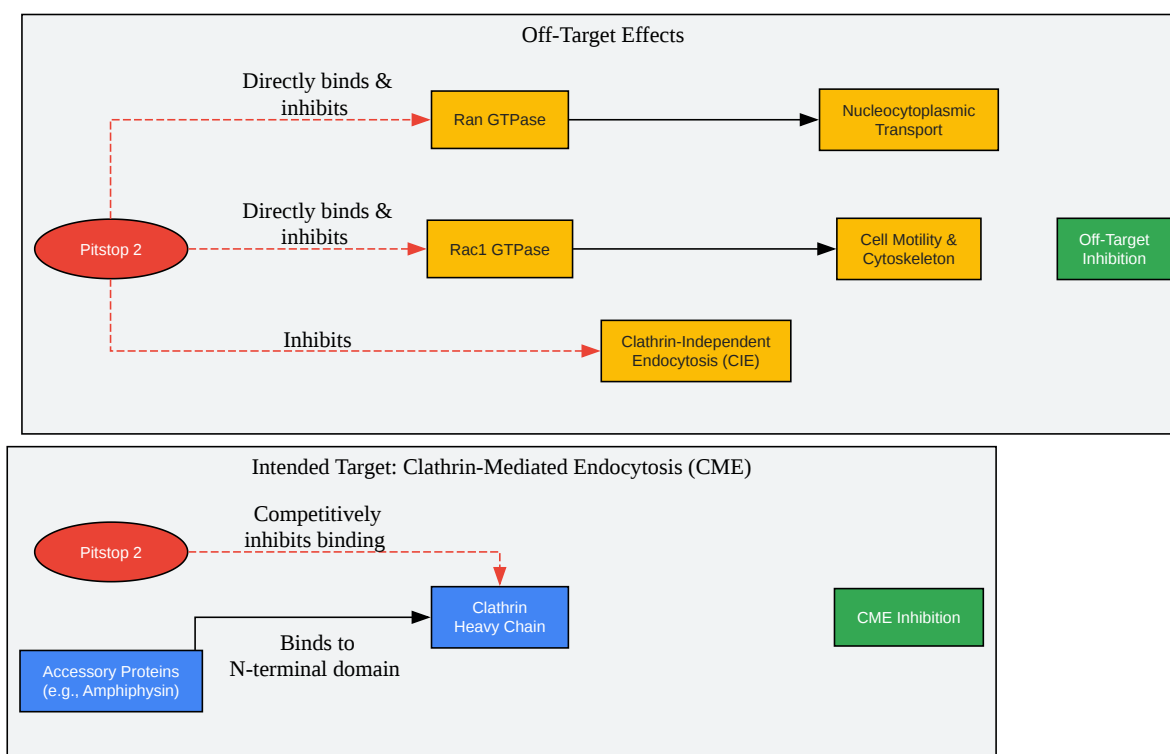 Off-Target Effects
Directly binds &
inhibits
Ran GTPase
Nucleocytoplasmic
Transport
Directly binds &
inhibits
Pitstop 2
Rac1 GTPase
Cell Motility &
Cytoskeleton
Off-Target
Inhibition
Inhibits
Clathrin-Independent
Endocytosis (CIE)
Intended Target: Clathrin-Mediated Endocytosis (CME)
Competitively
inhibits binding
Pitstop 2
Clathrin
Heavy Chain
CME Inhibition
Binds to
N-terminal domain
Accessory Proteins
(e.g., Amphiphysin)